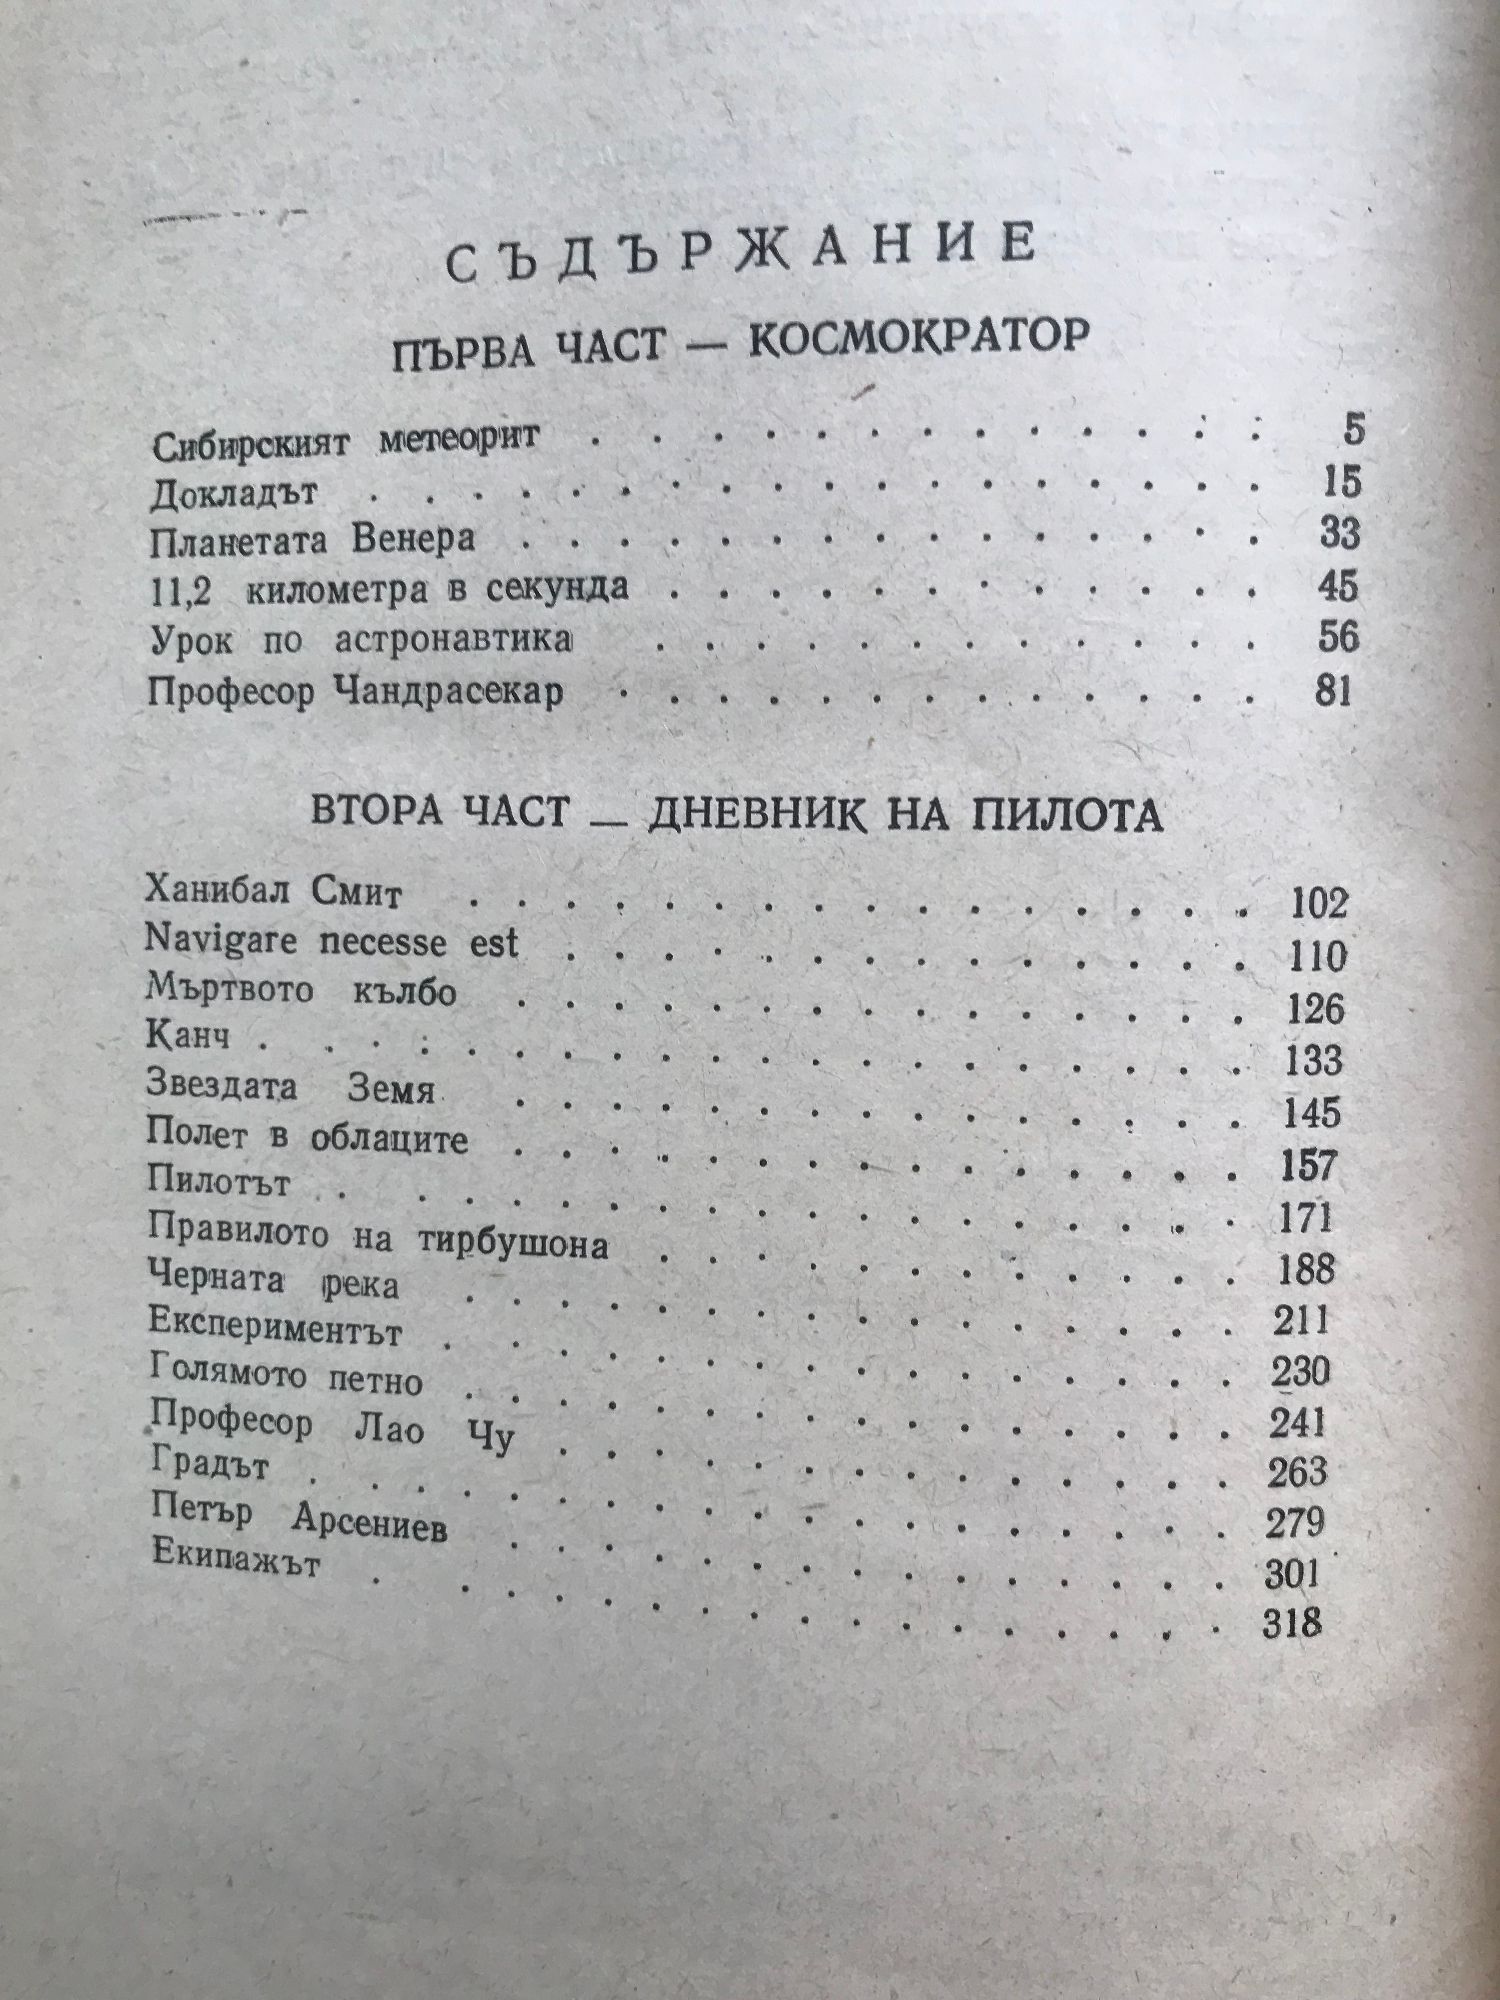 СЪДЪРЖАНИЕ
ПЪРВА ЧАСТ — КОСМОКРАТОР
Сибирският метеорит . . . . . . . . . . . . 5
Докладът . . . . . . . . . . . . . . . . . 15
Планетата Венера . . . . . . . . . . . . . . . 33
11,2 километра в секунда . . . . . . . . . . . . 45
Урок по астронавтика . . . . . . . . . . . . 56
Професор Чандрасекар . . . . . . . . . . . . 81
ВТОРА ЧАСТ — ДНЕВНИК НА ПИЛОТА
Ханибал Смит . . . . . . . . . . . . . . . . 102
Navigare necesse est . . . . . . . . . . . . . . 110
Мъртвото кълбо . . . . . . . . . . . . . . . 126
Канч . . . . . . . . . . . . . . . . . . . 133
Звездата Земя . . . . . . . . . . . . . . . 145
Полет в облаците . . . . . . . . . . . . . . . 157
Пилотът . . . . . . . . . . . . . . . . . . 171
Правилото на тирбушона . . . . . . . . . . . . 188
Черната река . . . . . . . . . . . . . . . . 211
Експериментът . . . . . . . . . . . . . . . . 230
Голямото петно . . . . . . . . . . . . . . . . 241
Професор Лао Чу . . . . . . . . . . . . . . 263
Градът . . . . . . . . . . . . . . . . . . 279
Петър Арсениев . . . . . . . . . . . . . . . 301
Екипажът . . . . . . . . . . . . . . . . . 318